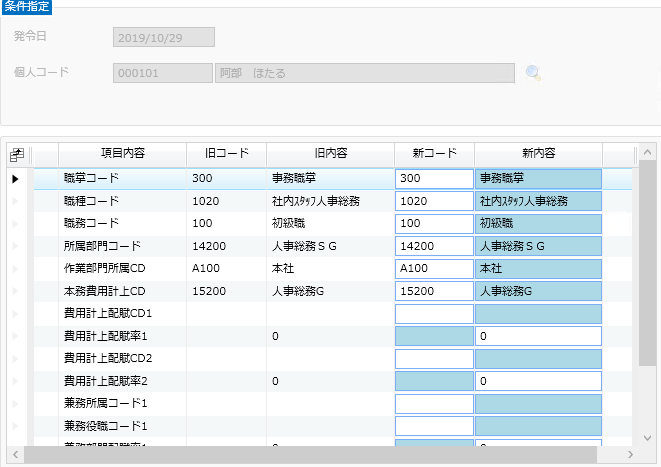 条件指定
発令日 2019/10/29
個人コード 000101 阿部　ほたる
項目内容 旧コード 旧内容 新コード 新内容
職掌コード 300 事務職掌 300 事務職掌
職種コード 1020 社内ｽﾀｯﾌ人事総務 1020 社内ｽﾀｯﾌ人事総務
職務コード 100 初級職 100 初級職
所属部門コード 14200 人事総務ＳＧ 14200 人事総務ＳＧ
作業部門所属CD A100 本社 A100 本社
本務費用計上CD 15200 人事総務G 15200 人事総務G
費用計上配賦CD1
費用計上配賦率1 0 0
費用計上配賦CD2
費用計上配賦率2 0 0
兼務所属コード1
兼務役職コード1
兼務部門配賦率1 0 0